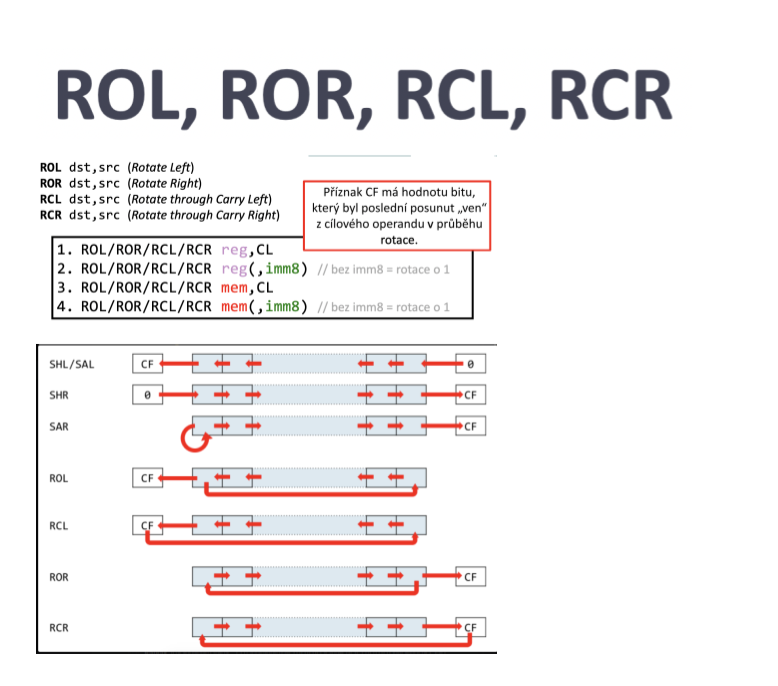 ROL, ROR, RCL, RCR
ROL dst,src (Rotate Left)
ROR dst,src (Rotate Right)
RCL dst,src (Rotate through Carry Left)
RCR dst,src (Rotate through Carry Right)
Příznak CF má hodnotu bitu,
který byl poslední posunut „ven“
z cílového operandu v průběhu
rotace.
1. ROL/ROR/RCL/RCR reg,CL
2. ROL/ROR/RCL/RCR reg(,imm8) // bez imm8 = rotace o 1
3. ROL/ROR/RCL/RCR mem,CL
4. ROL/ROR/RCL/RCR mem(,imm8) // bez imm8 = rotace o 1
SHL/SAL CF 0
SHR 0 CF
SAR CF
ROL CF
RCL CF
ROR CF
RCR CF